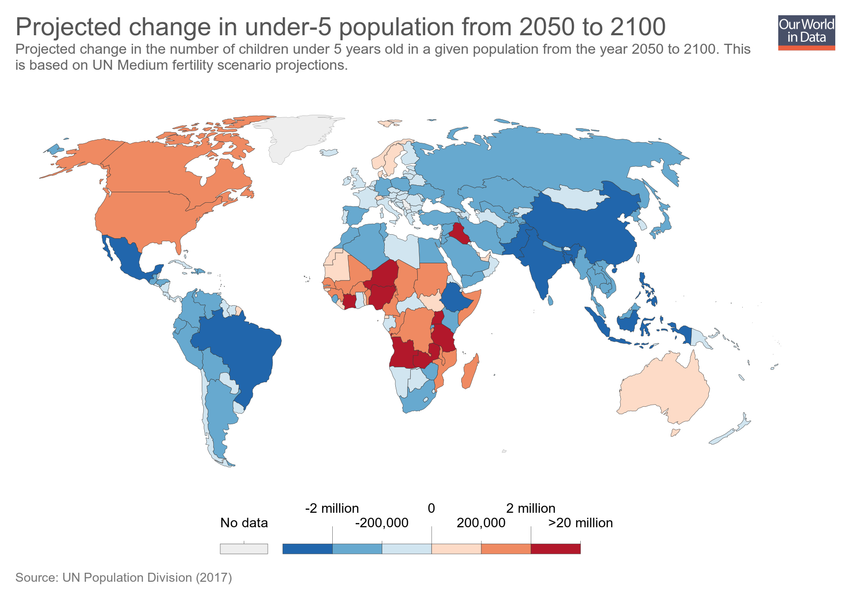 Projected change in under-5 population from 2050 to 2100
Our World
in Data
Projected change in the number of children under 5 years old in a given population from the year 2050 to 2100. This
is based on UN Medium fertility scenario projections.
-2 million 0 2 million
No data -200,000 200,000 >20 million
Source: UN Population Division (2017)